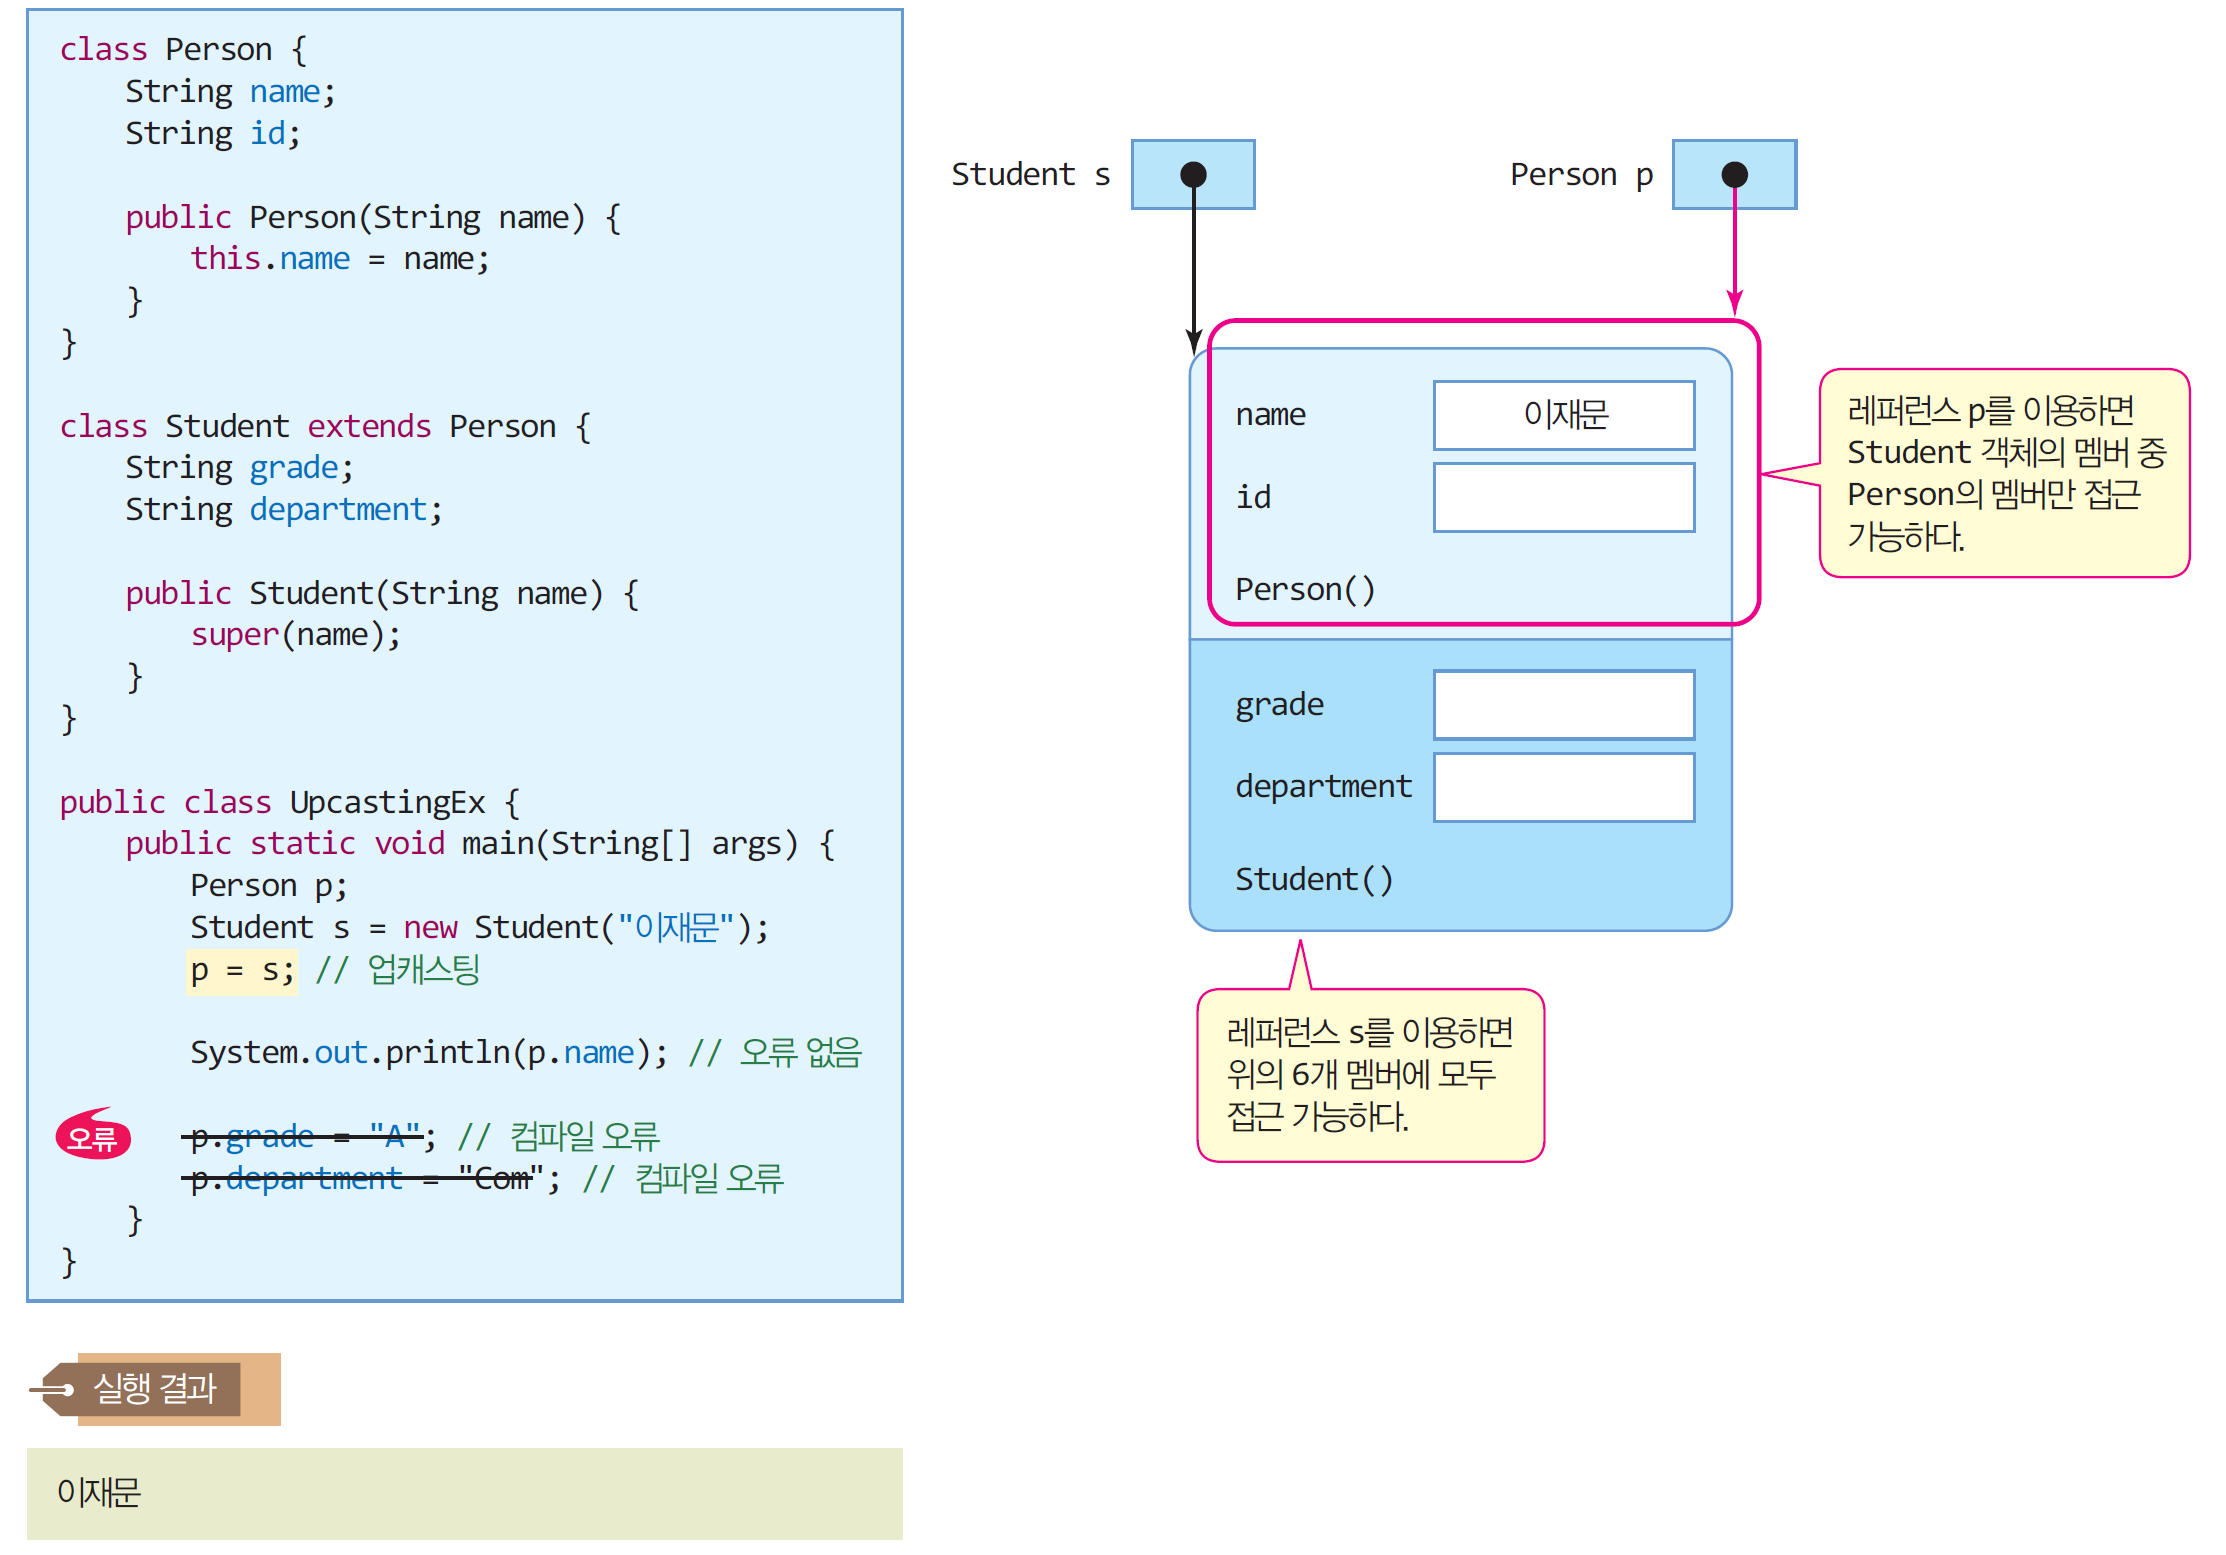 class Person {
String name;
String id;
public Person(String name) {
this.name = name;
}
}
class Student extends Person {
String grade;
String department;
public Student(String name) {
super(name);
}
}
public class UpcastingEx {
public static void main(String[] args) {
Person p;
Student s = new Student("이재문");
p = s; // 업캐스팅
System.out.println(p.name); // 오류 없음
오류 p.grade = "A"; // 컴파일 오류
p.department = "Com"; // 컴파일 오류
}
}
실행 결과
이재문
Student s
Person p
name 이재문
id
Person()
grade
department
Student()
레퍼런스 p를 이용하면
Student 객체의 멤버 중
Person의 멤버만 접근
가능하다.
레퍼런스 s를 이용하면
위의 6개 멤버에 모두
접근 가능하다.